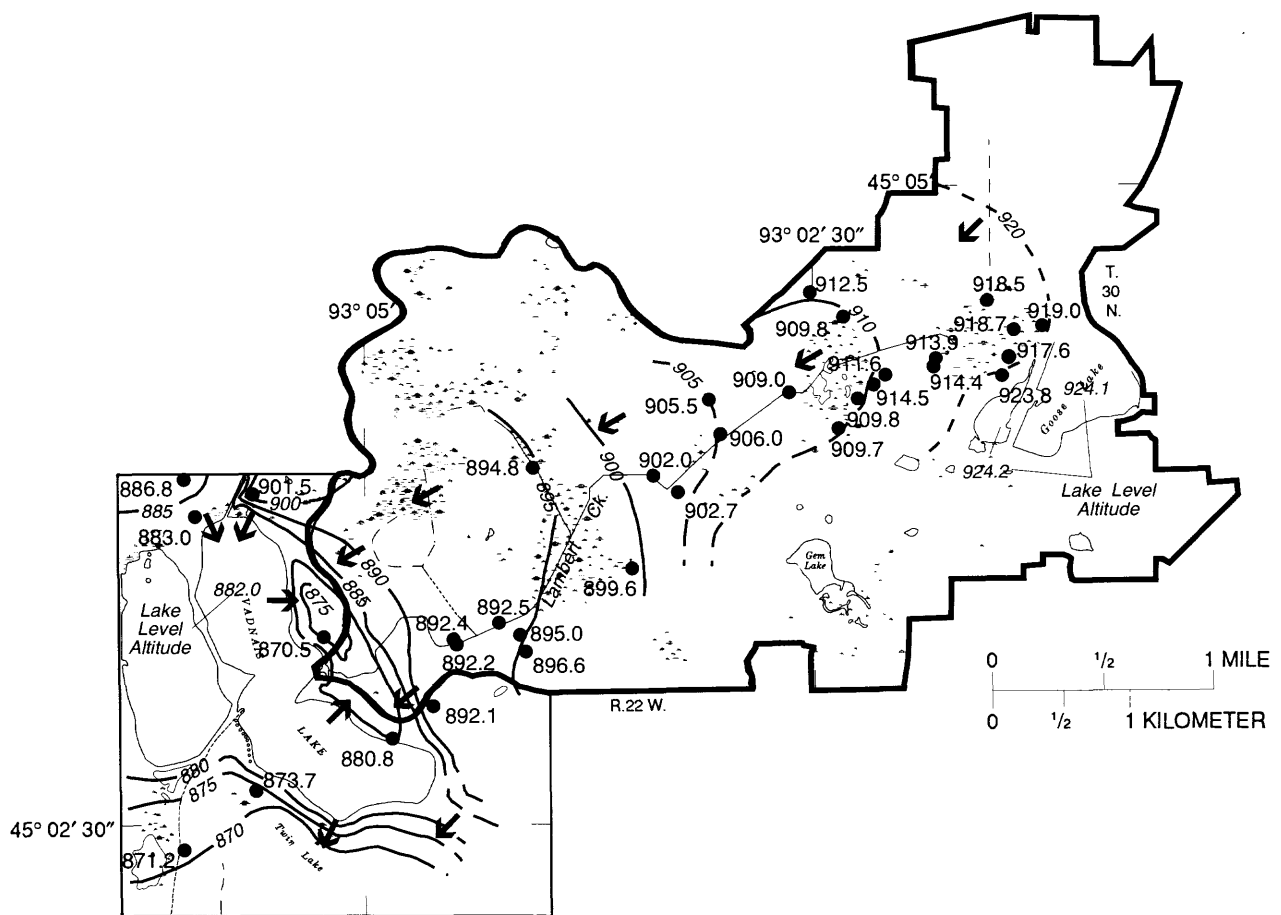 45° 05'
920
93° 02' 30"
T.
30
N.
912.5
918.5
93° 05'
909.8
910
918.7
919.0
913.9
909.0
911.6
917.6
905
914.4
914.5
923.8
Goose Lake
924.1
905.5
909.8
906.0
909.7
900
924.2
894.8
902.0
Lake Level
Altitude
886.8
901.5
900
895
902.7
885
883.0
Lambert Ck.
890
885
Gem
Lake
899.6
882.0
875
Lake
Level
Altitude
VADNAIS
892.5
892.4
895.0
870.5
892.2
896.6
0 1/2 1 MILE
R.22 W.
0 1/2 1 KILOMETER
892.1
LAKE
880.8
880
873.7
875
45° 02' 30"
870
Twin Lake
871.2